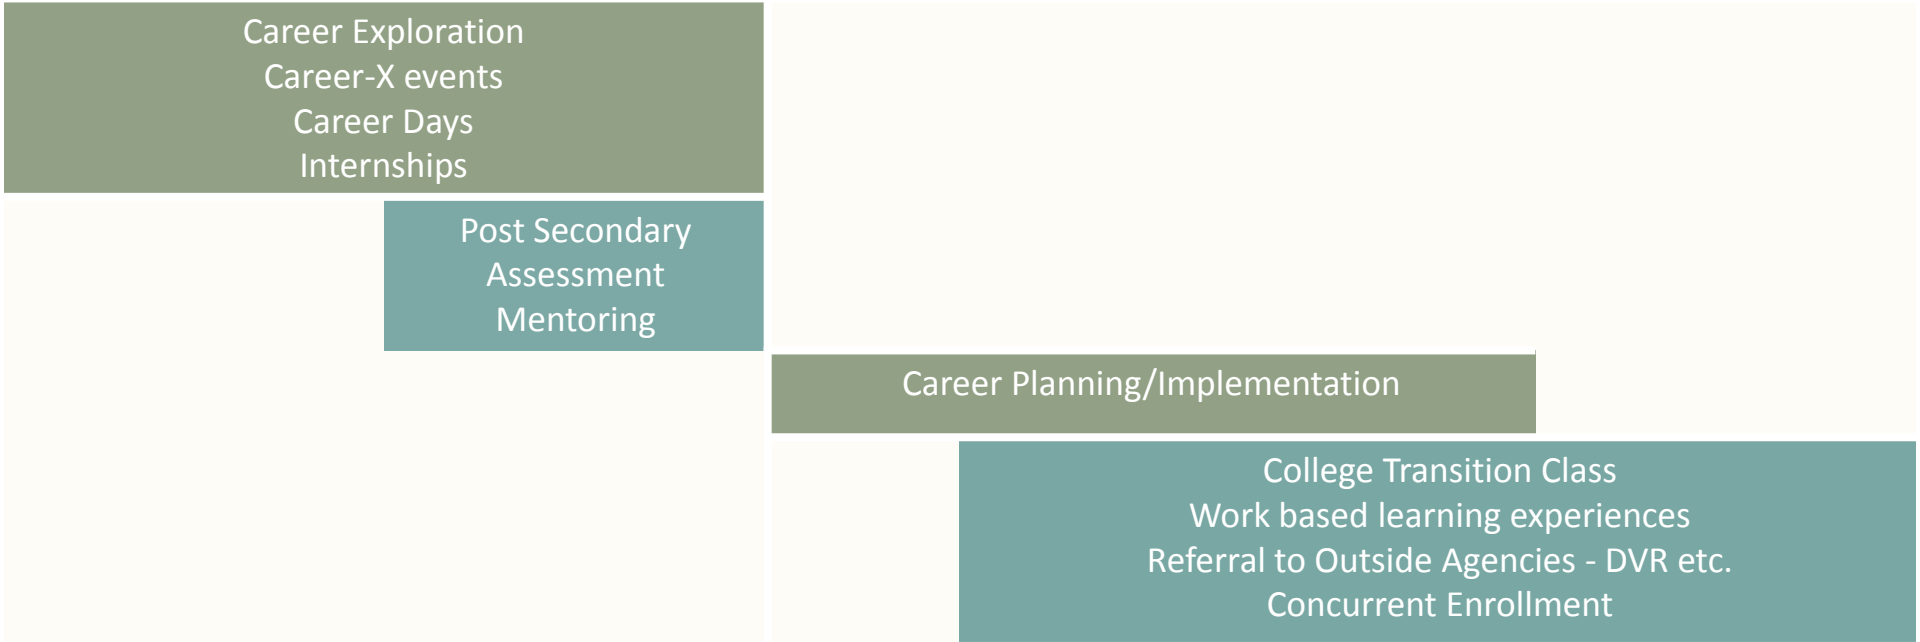 Career Exploration
Career-X events
Career Days
Internships
Post Secondary
Assessment
Mentoring
Career Planning/Implementation
College Transition Class
Work based learning experiences
Referral to Outside Agencies - DVR etc.
Concurrent Enrollment